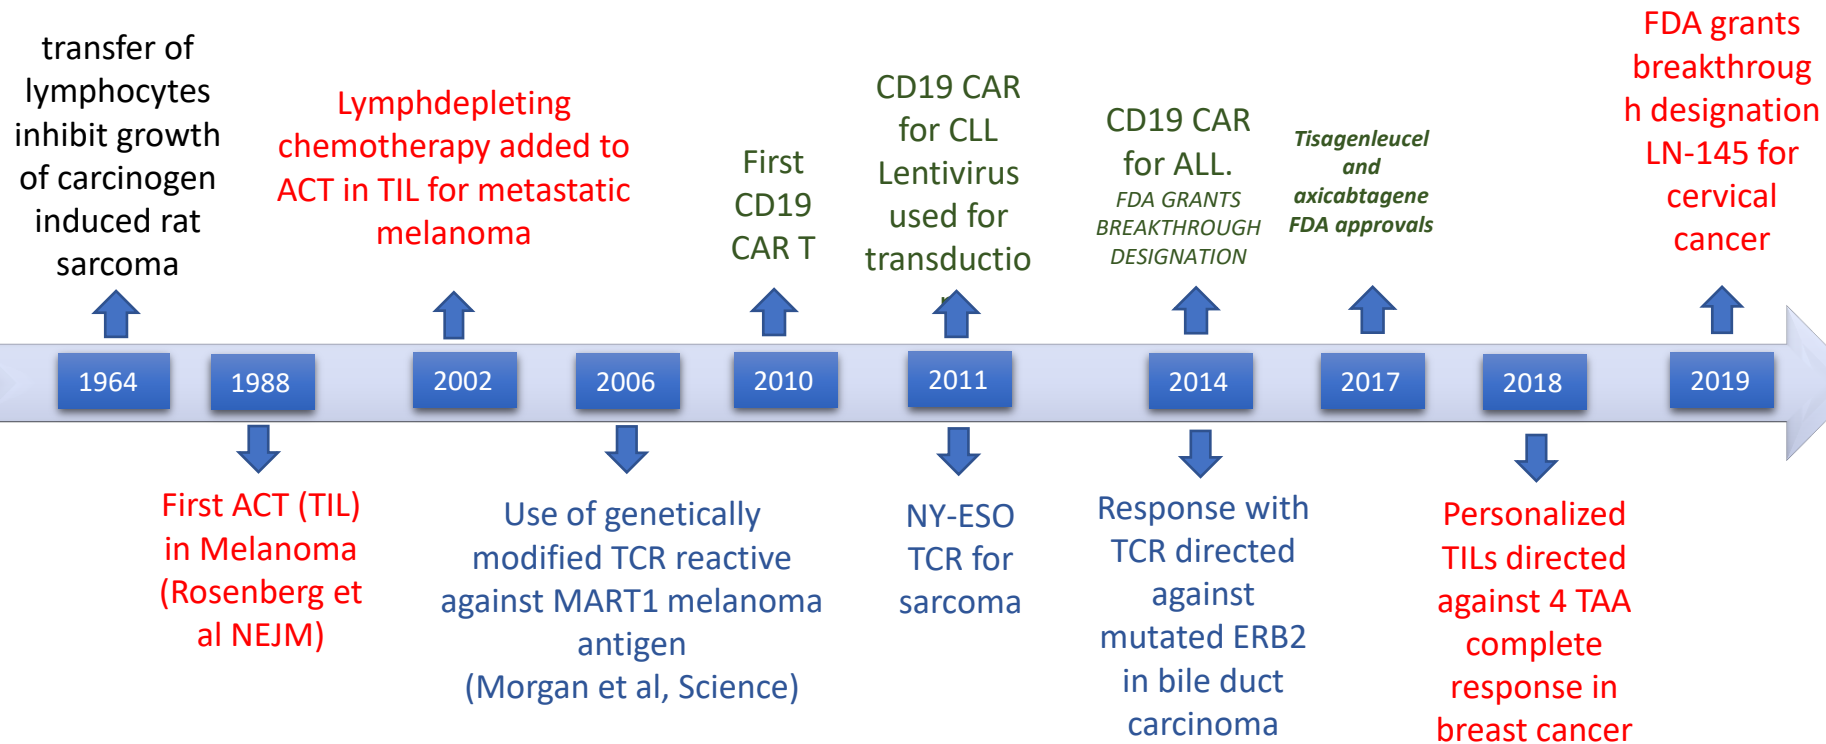 transfer of
lymphocytes
inhibit growth
of carcinogen
induced rat
sarcoma
Lymphdepleting
chemotherapy added to
ACT in TIL for metastatic
melanoma
First
CD19
CAR T
CD19 CAR
for CLL
Lentivirus
used for
transductio
n
CD19 CAR
for ALL.
FDA GRANTS
BREAKTHROUGH
DESIGNATION
Tisagenleucel
and
axicabtagene
FDA approvals
FDA grants
breakthroug
h designation
LN-145 for
cervical
cancer
1964
1988
2002
2006
2010
2011
2014
2017
2018
2019
First ACT (TIL)
in Melanoma
(Rosenberg et
al NEJM)
Use of genetically
modified TCR reactive
against MART1 melanoma
antigen
(Morgan et al, Science)
NY-ESO
TCR for
sarcoma
Response with
TCR directed
against
mutated ERB2
in bile duct
carcinoma
Personalized
TILs directed
against 4 TAA
complete
response in
breast cancer